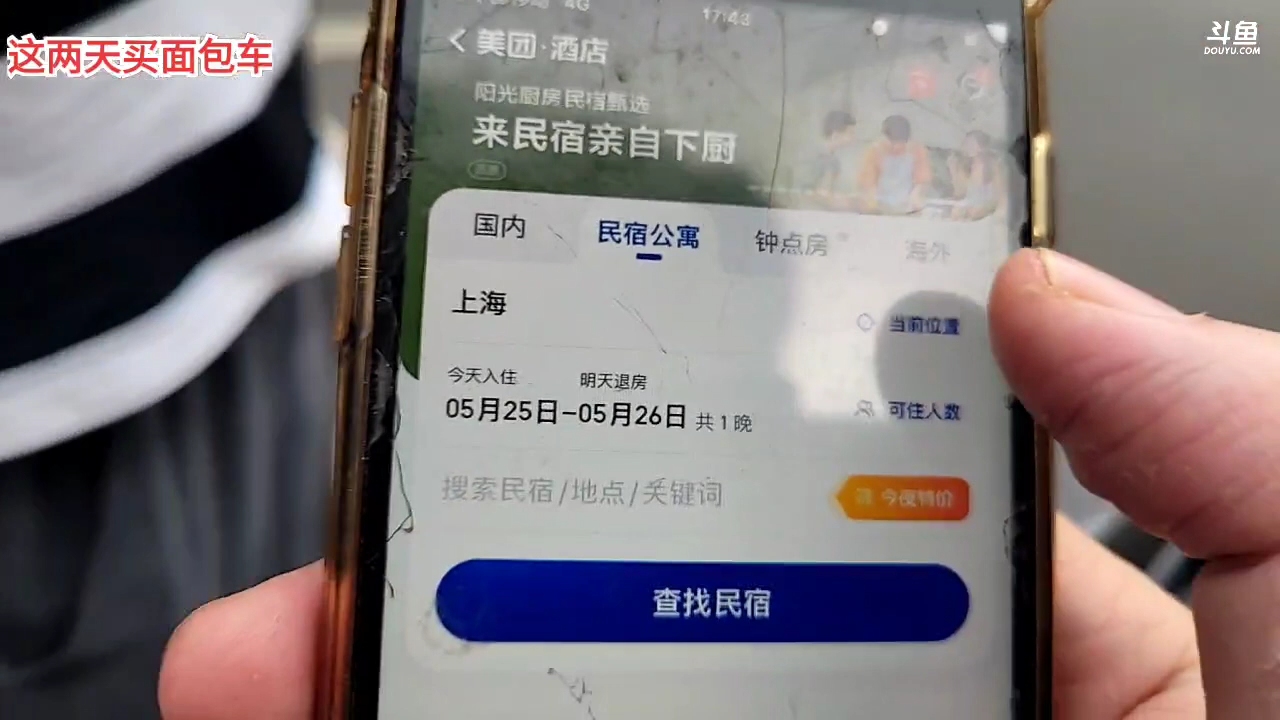 这两天买面包车
斗鱼
DOUYU.COM
4G
17:43
美团·酒店
阳光厨房民宿甄选
来民宿亲自下厨
国内
民宿公寓
钟点房
海外
上海
当前位置
今天入住
明天退房
05月25日-05月26日 共1晚
可住人数
搜索民宿/地点/关键词
今夜特价
查找民宿